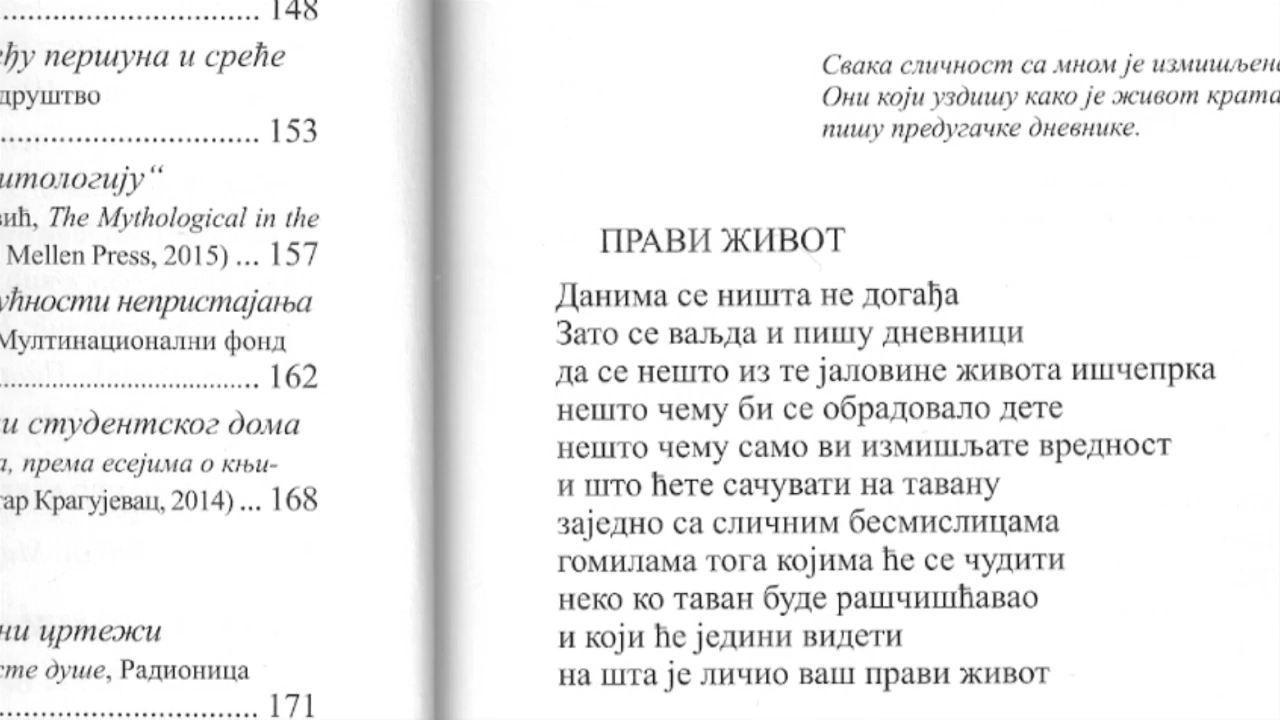 148
ђу першуна и среће
друштво
153
митологију“
вић, The Mythological in the
Mellen Press, 2015) ... 157
ућности непристајања
Мултинационални фонд
162
и студентског дома
а, према есејима о књи-
тар Крагујевац, 2014) ... 168
ни цртежи
сте душе, Радионица
171
Свака сличност са мном је измишљена
Они који уздишу како је живот
пишу предугачке дневнике.
ПРАВИ ЖИВОТ
Данима се ништа не догађа
Зато се ваљда и пишу дневници
да се нешто из те јаловине живота ишчепрка
нешто чему би се обрадовало дете
нешто чему само ви измишљате вредност
и што ћете сачувати на тавану
заједно са сличним бесмислицама
гомилама тога којима ће се чудити
неко ко таван буде рашчишћавао
и који ће једини видети
на шта је личио ваш прави живот